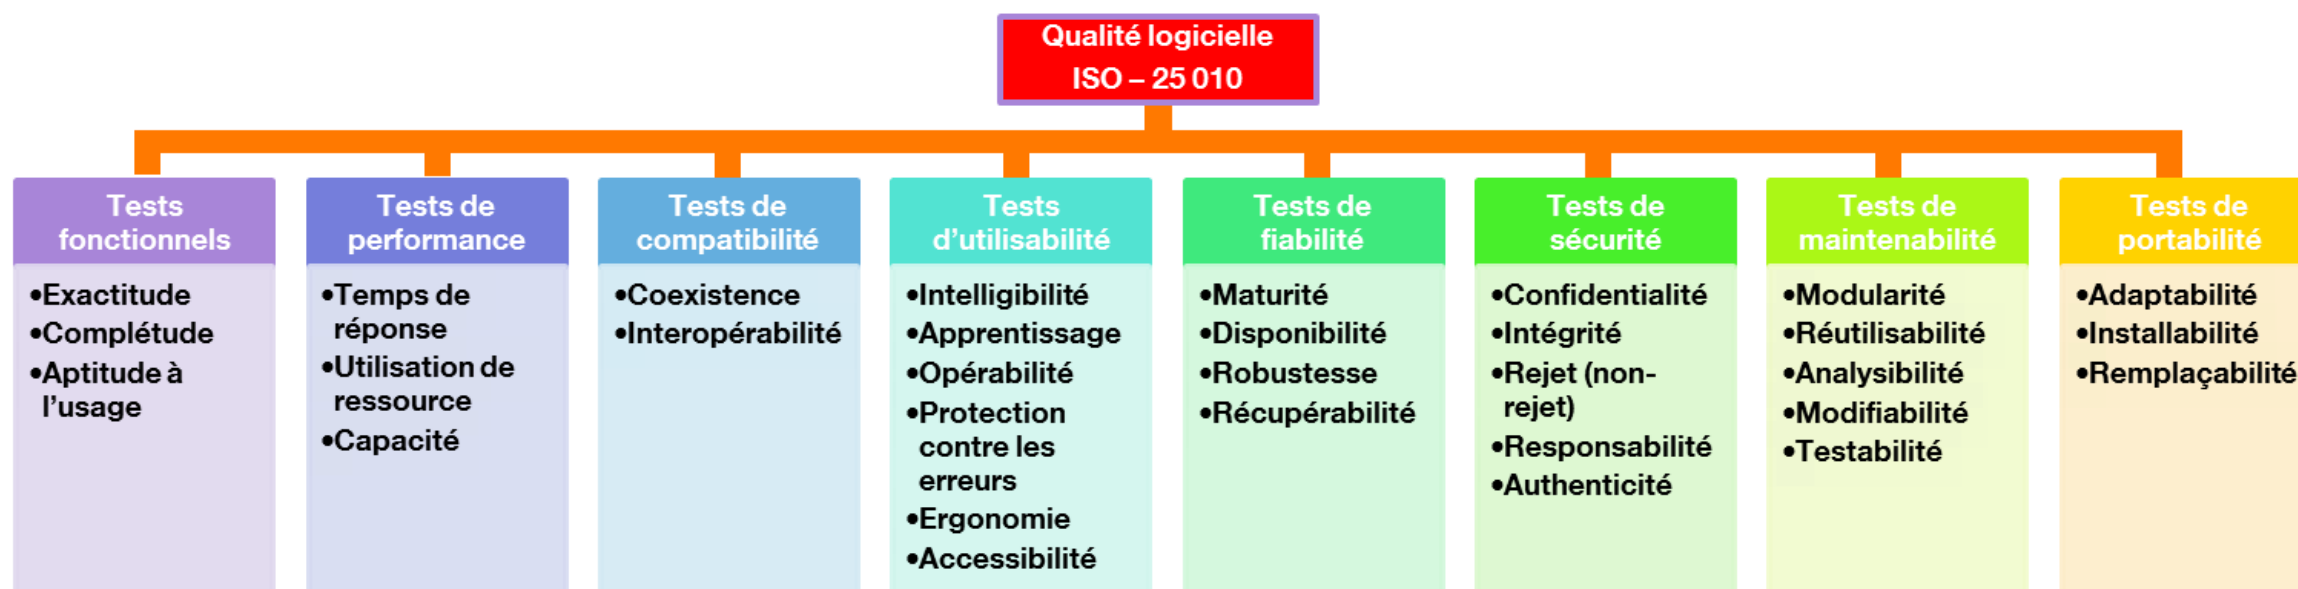 Qualité logicielle
ISO – 25 010
Tests
fonctionnels
•Exactitude
•Complétude
•Aptitude à
l’usage
Tests de
performance
•Temps de
réponse
•Utilisation de
ressource
•Capacité
Tests de
compatibilité
•Coexistence
•Interopérabilité
Tests
d’utilisabilité
•Intelligibilité
•Apprentissage
•Opérabilité
•Protection
contre les
erreurs
•Ergonomie
•Accessibilité
Tests de
fiabilité
•Maturité
•Disponibilité
•Robustesse
•Récupérabilité
Tests de
sécurité
•Confidentialité
•Intégrité
•Rejet (non-
rejet)
•Responsabilité
•Authenticité
Tests de
maintenabilité
•Modularité
•Réutilisabilité
•Analysibilité
•Modifiabilité
•Testabilité
Tests de
portabilité
•Adaptabilité
•Installabilité
•Remplaçabilité